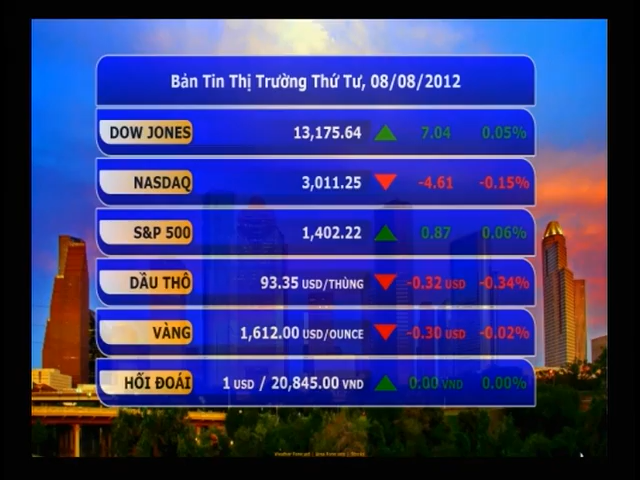 Bản Tin Thị Trường Thứ Tư, 08/08/2012
DOW JONES 13,175.64 7.04 0.05%
NASDAQ 3,011.25 -4.61 -0.15%
S&P 500 1,402.22 0.87 0.06%
DẦU THÔ 93.35 USD/THÙNG -0.32 USD -0.34%
VÀNG 1,612.00 USD/OUNCE -0.30 USD -0.02%
HỐI ĐOÁI 1 USD / 20,845.00 VND 0.00 VND 0.00%